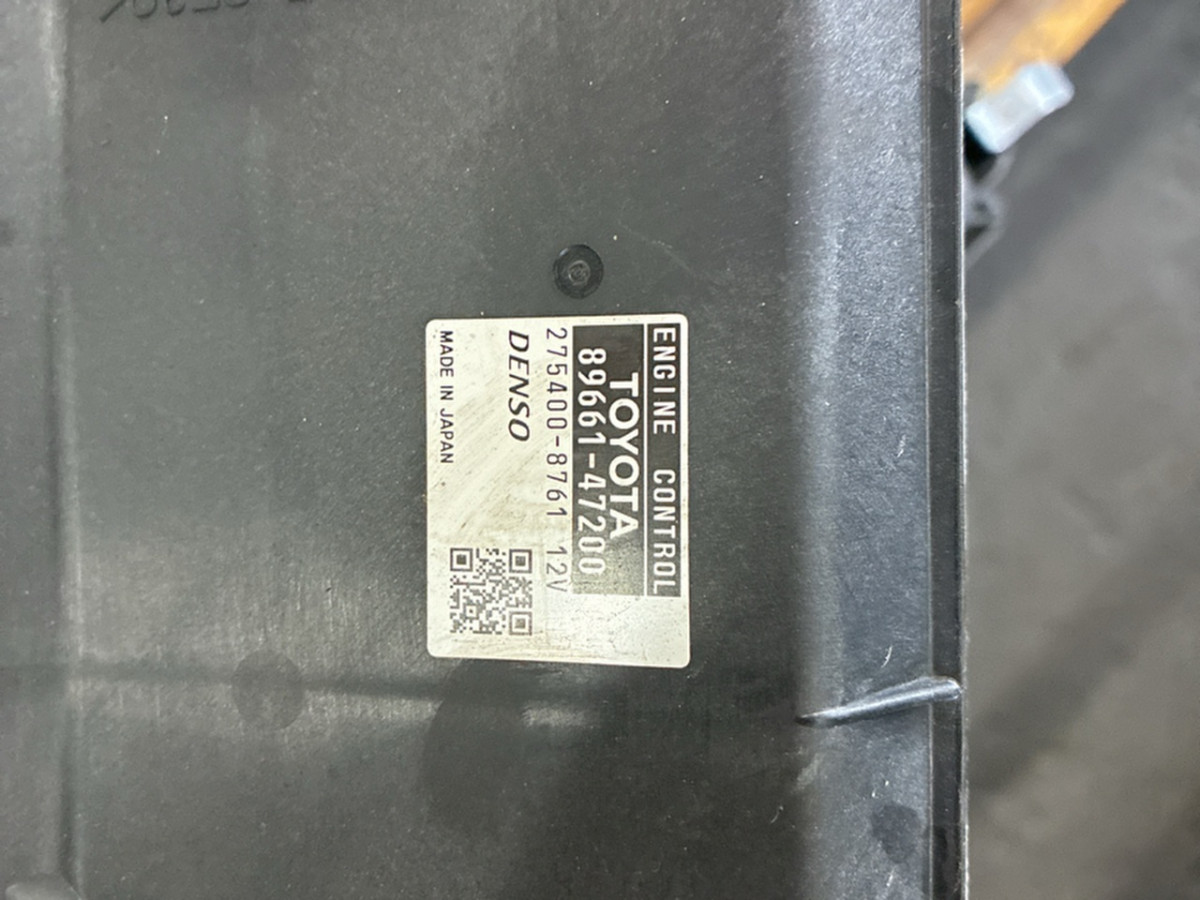 ENGINE CONTROL
TOYOTA
89661-47200
275400-8761 12V
DENSO
MADE IN JAPAN